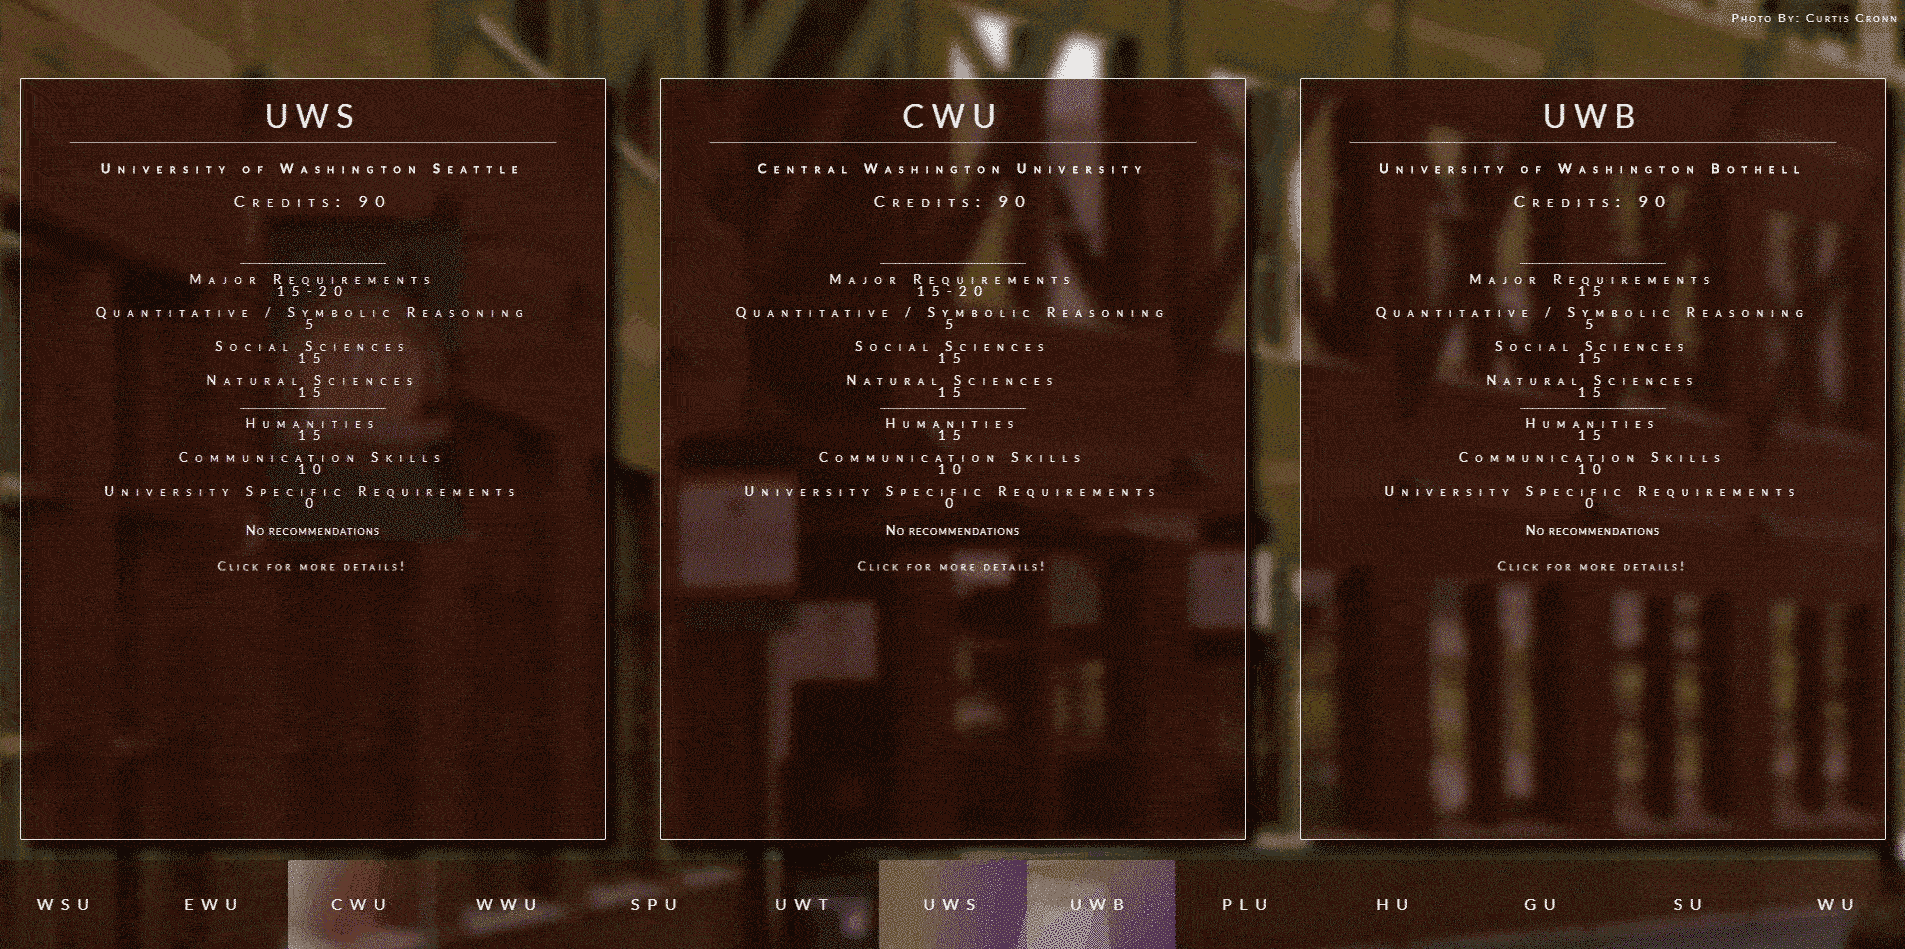 Photo By: Curtis Cronn
UWS
University of Washington Seattle
Credits: 90
Major Requirements
15-20
Quantitative / Symbolic Reasoning
5
Social Sciences
15
Natural Sciences
15
Humanities
15
Communication Skills
10
University Specific Requirements
0
No recommendations
Click for more details!
CWU
Central Washington University
Credits: 90
Major Requirements
15-20
Quantitative / Symbolic Reasoning
5
Social Sciences
15
Natural Sciences
15
Humanities
15
Communication Skills
10
University Specific Requirements
0
No recommendations
Click for more details!
UWB
University of Washington Bothell
Credits: 90
Major Requirements
15
Quantitative / Symbolic Reasoning
5
Social Sciences
15
Natural Sciences
15
Humanities
15
Communication Skills
10
University Specific Requirements
0
No recommendations
Click for more details!
WSU EWU CWU WWU SPU UWT UWS UWB PLU HU GU SU WU